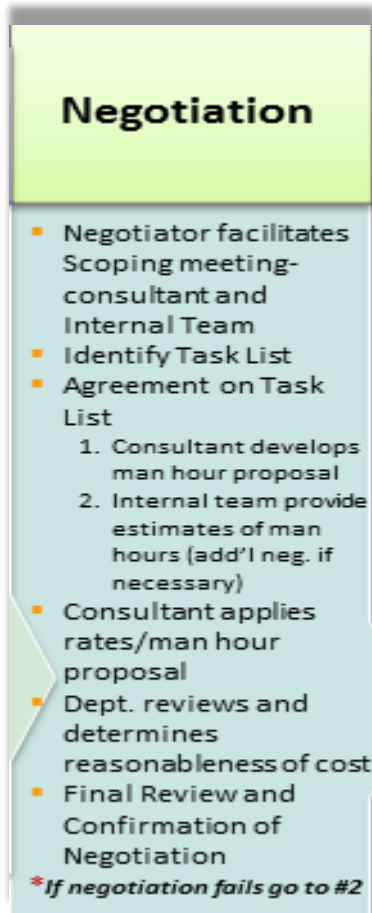 Negotiation
▪ Negotiator facilitates
Scoping meeting-
consultant and
Internal Team
▪ Identify Task List
▪ Agreement on Task
List
1. Consultant develops
man hour proposal
2. Internal team provide
estimates of man
hours (add'l neg. if
necessary)
▪ Consultant applies
rates/man hour
proposal
▪ Dept. reviews and
determines
reasonableness of cost
▪ Final Review and
Confirmation of
Negotiation
*If negotiation fails go to #2